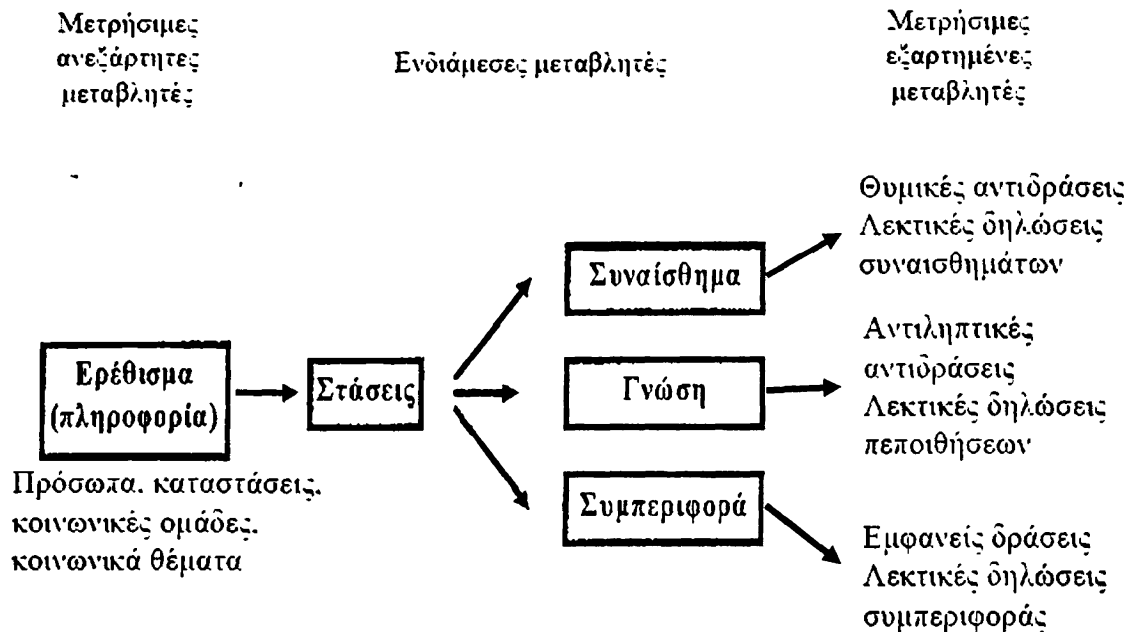 Μετρήσιμες
ανεξάρτητες
μεταβλητές
Ενδιάμεσες μεταβλητές
Μετρήσιμες
εξαρτημένες
μεταβλητές
Ερέθισμα
(πληροφορία)
Πρόσωπα, καταστάσεις,
κοινωνικές ομάδες,
κοινωνικά θέματα
Στάσεις
Συναίσθημα
Γνώση
Συμπεριφορά
Θυμικές αντιδράσεις
Λεκτικές δηλώσεις
συναισθημάτων
Αντιληπτικές
αντιδράσεις
Λεκτικές δηλώσεις
πεποιθήσεων
Εμφανείς δράσεις
Λεκτικές δηλώσεις
συμπεριφοράς